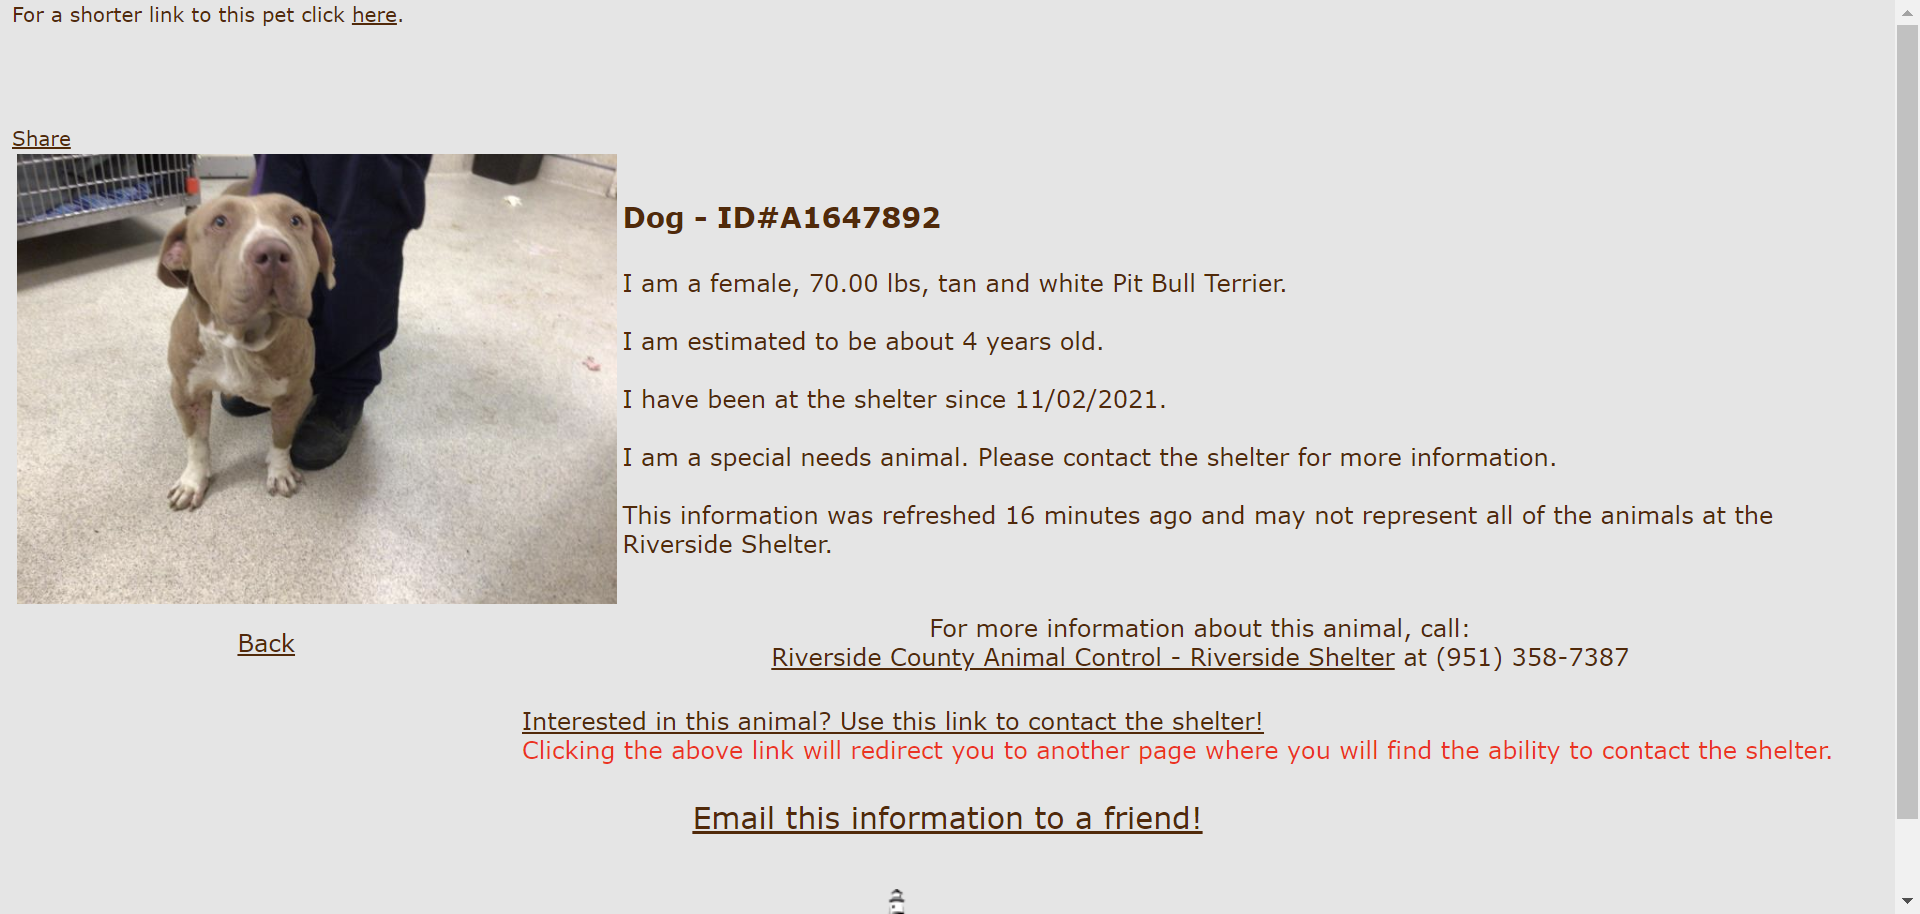 For a shorter link to this pet click here.
Share
Dog - ID#A1647892
I am a female, 70.00 lbs, tan and white Pit Bull Terrier.
I am estimated to be about 4 years old.
I have been at the shelter since 11/02/2021.
I am a special needs animal. Please contact the shelter for more information.
This information was refreshed 16 minutes ago and may not represent all of the animals at the
Riverside Shelter.
Back
For more information about this animal, call:
Riverside County Animal Control - Riverside Shelter at (951) 358-7387
Interested in this animal? Use this link to contact the shelter!
Clicking the above link will redirect you to another page where you will find the ability to contact the shelter.
Email this information to a friend!